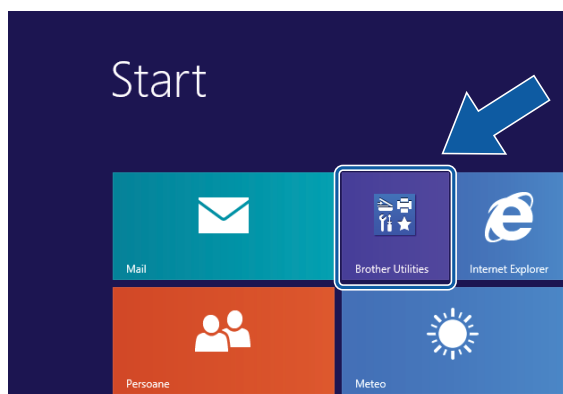 Start
Mail
Brother Utilities
Internet Explorer
Persoane
Meteo